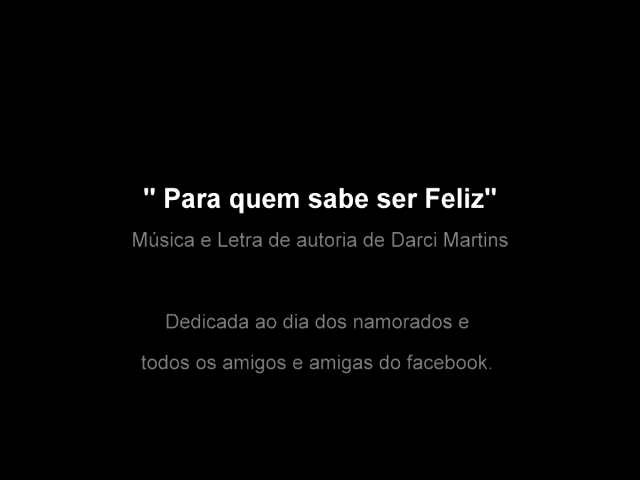 " Para quem sabe ser Feliz"
Música e Letra de autoria de Darci Martins
Dedicada ao dia dos namorados e
todos os amigos e amigas do facebook.